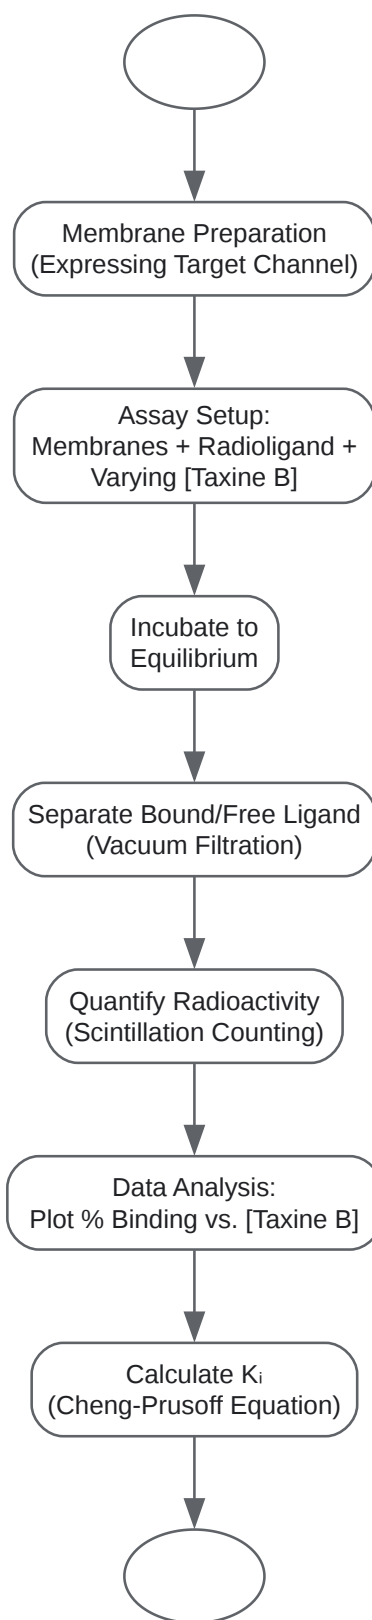 Membrane Preparation
(Expressing Target Channel)
Assay Setup:
Membranes + Radioligand +
Varying [Taxine B]
Incubate to
Equilibrium
Separate Bound/Free Ligand
(Vacuum Filtration)
Quantify Radioactivity
(Scintillation Counting)
Data Analysis:
Plot % Binding vs. [Taxine B]
Calculate Kᵢ
(Cheng-Prusoff Equation)